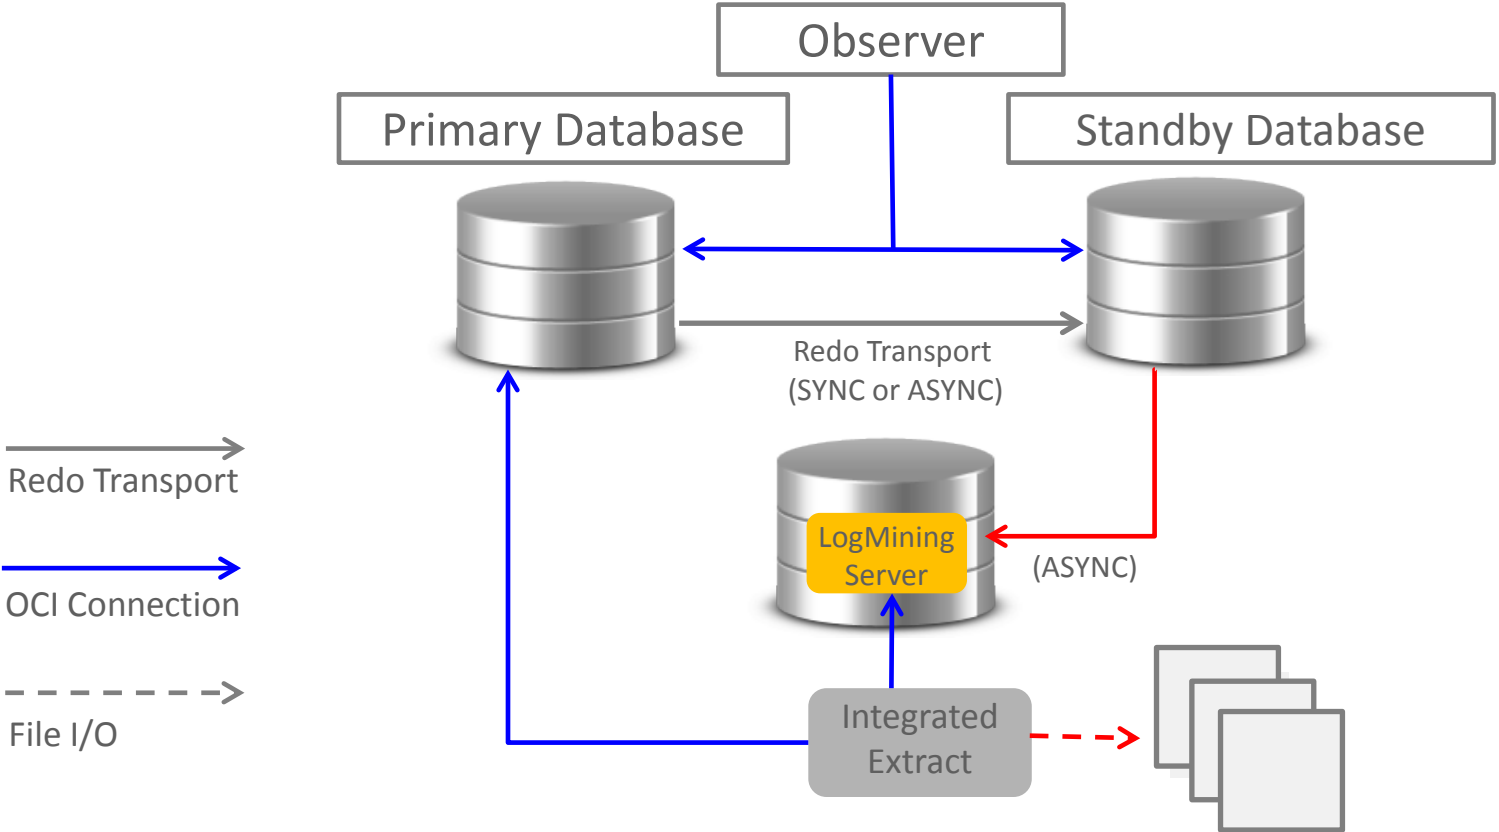 Observer
Primary Database
Standby Database
Redo Transport
(SYNC or ASYNC)
Redo Transport
LogMining
Server
(ASYNC)
OCI Connection
File I/O
Integrated
Extract